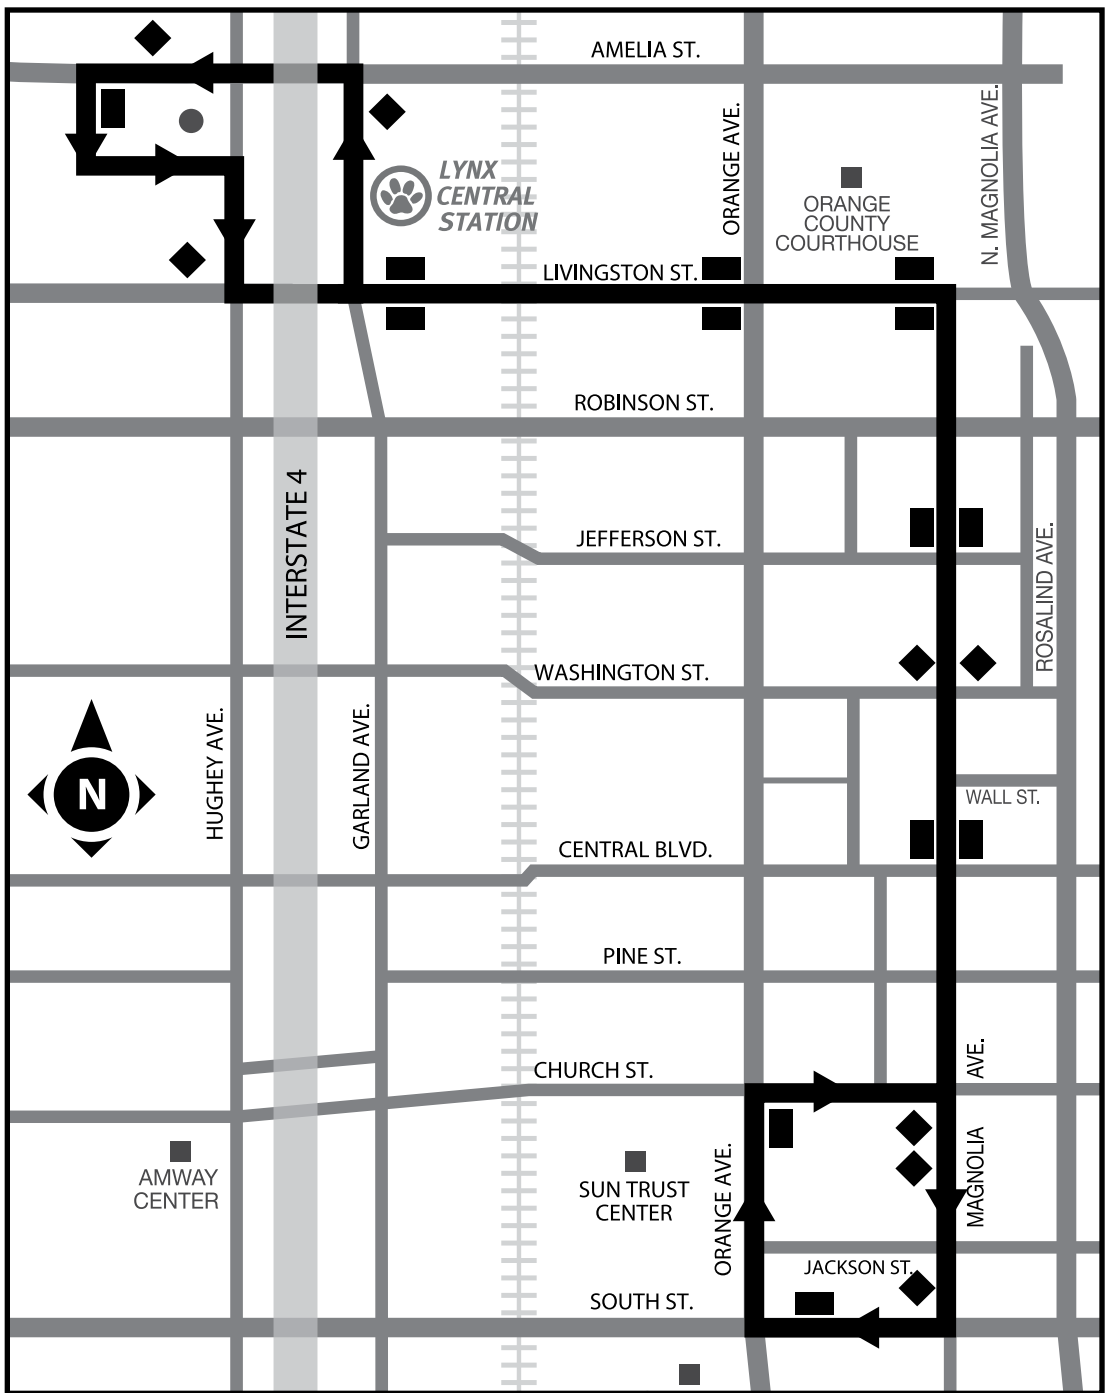 AMELIA ST.
N. MAGNOLIA AVE.
ORANGE AVE.
LYNX
CENTRAL
STATION
ORANGE
COUNTY
COURTHOUSE
LIVINGSTON ST.
ROBINSON ST.
INTERSTATE 4
JEFFERSON ST.
ROSALIND AVE.
WASHINGTON ST.
HUGHEY AVE.
GARLAND AVE.
N
WALL ST.
CENTRAL BLVD.
PINE ST.
CHURCH ST.
MAGNOLIA AVE.
AMWAY
CENTER
SUN TRUST
CENTER
ORANGE AVE.
JACKSON ST.
SOUTH ST.